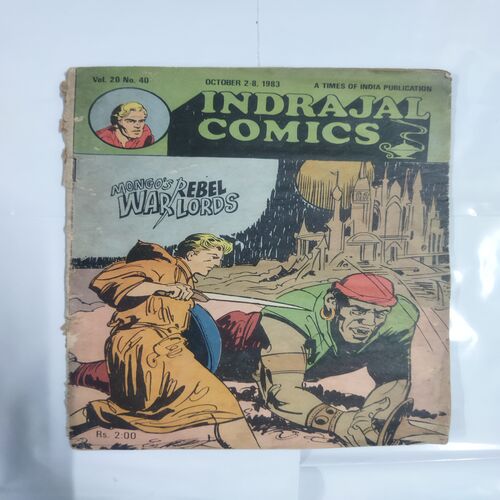 Vol. 20 No. 40
OCTOBER 2-8, 1983
A TIMES OF INDIA PUBLICATION
INDRAJAL
COMICS
MONGO'S REBEL
WAR LORDS
Rs. 2:00